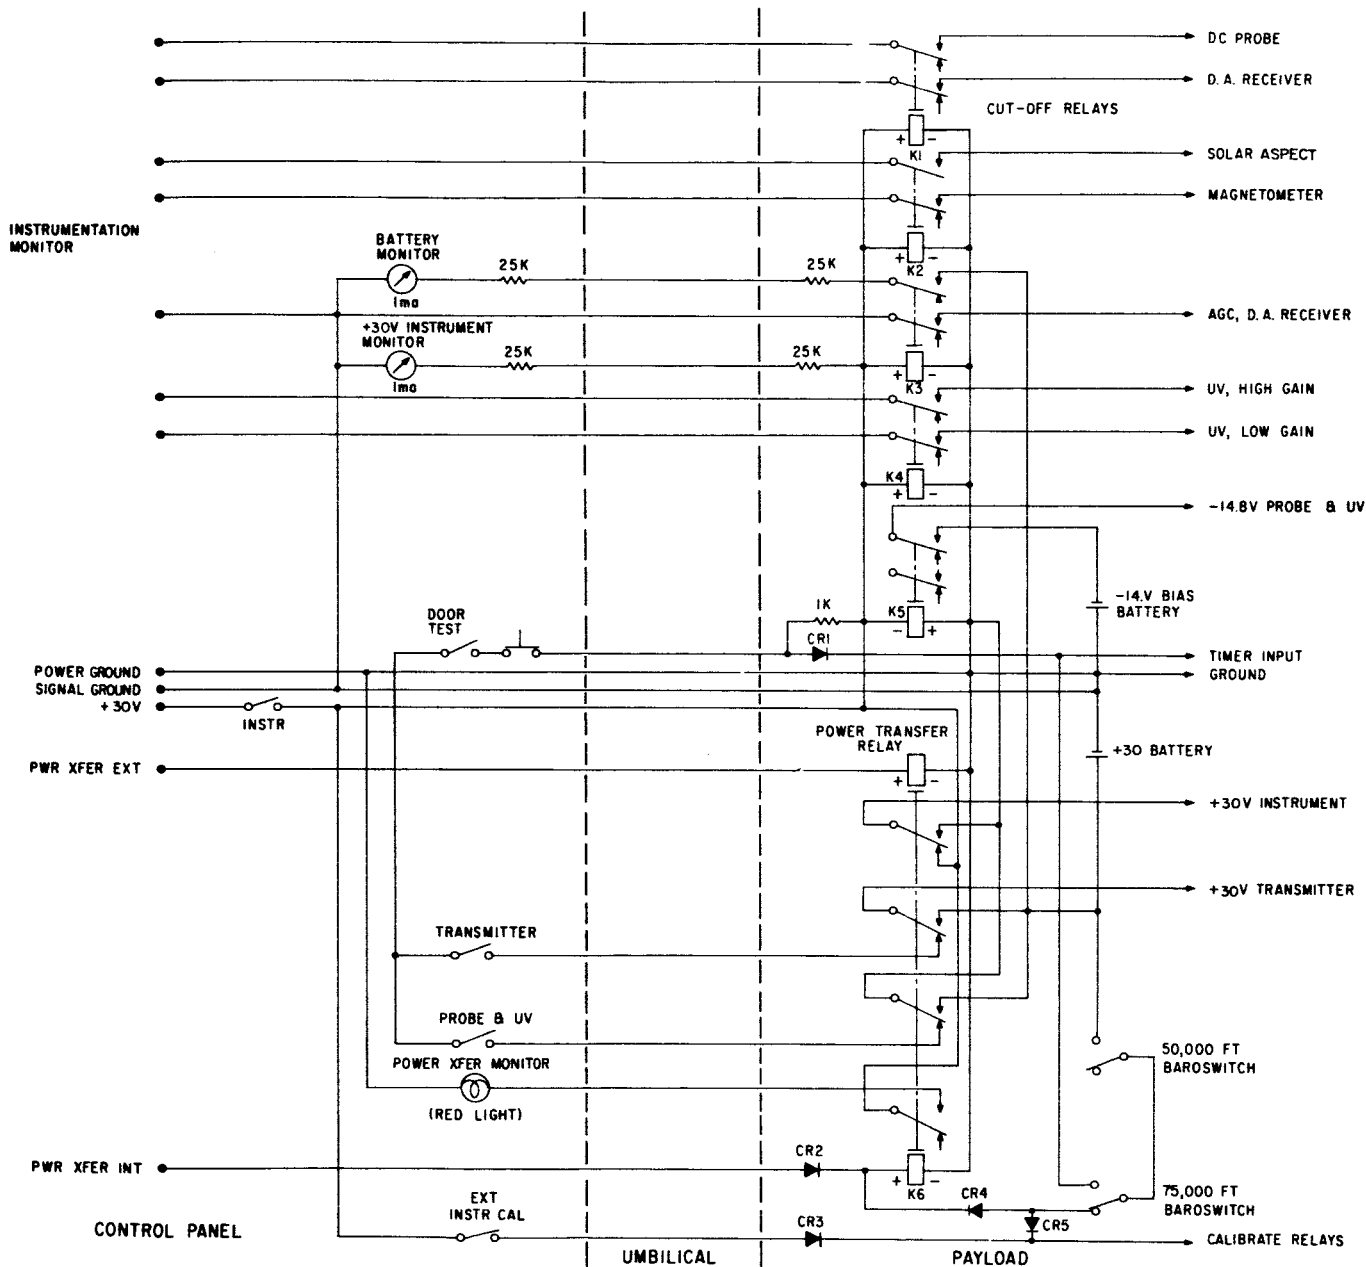 DC PROBE
D.A. RECEIVER
CUT-OFF RELAYS
+ -
K1
SOLAR ASPECT
MAGNETOMETER
INSTRUMENTATION
MONITOR
BATTERY
MONITOR
1ma
25K
25K
+ -
K2
AGC, D.A. RECEIVER
+30V INSTRUMENT
MONITOR
1ma
25K
25K
+ -
K3
UV, HIGH GAIN
UV, LOW GAIN
K4
+ -
-14.8V PROBE & UV
-14.V BIAS
BATTERY
DOOR
TEST
1K
CR1
K5
- +
TIMER INPUT
POWER GROUND
GROUND
SIGNAL GROUND
+30V
INSTR
POWER TRANSFER
RELAY
+ -
+30 BATTERY
PWR XFER EXT
+30V INSTRUMENT
+30V TRANSMITTER
TRANSMITTER
PROBE & UV
POWER XFER MONITOR
(RED LIGHT)
50,000 FT
BAROSWITCH
PWR XFER INT
CR2
+ -
K6
CR4
75,000 FT
BAROSWITCH
EXT
INSTR CAL
CR3
CR5
CALIBRATE RELAYS
CONTROL PANEL
UMBILICAL
PAYLOAD